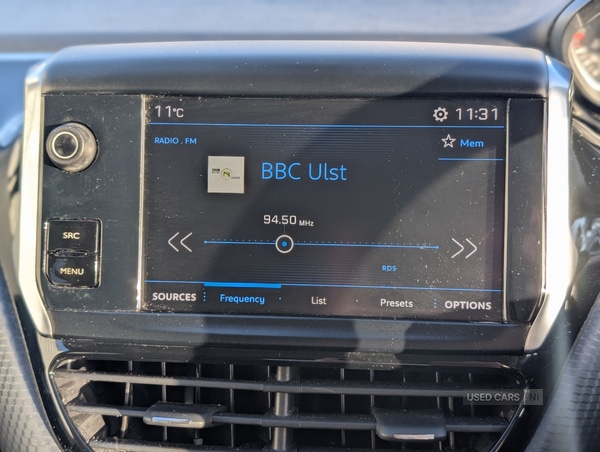 11°C
11:31
RADIO . FM
Mem
BBC Ulst
94.50 MHz
SRC
MENU
RDS
SOURCES
Frequency
List
Presets
OPTIONS
USED CARS NI